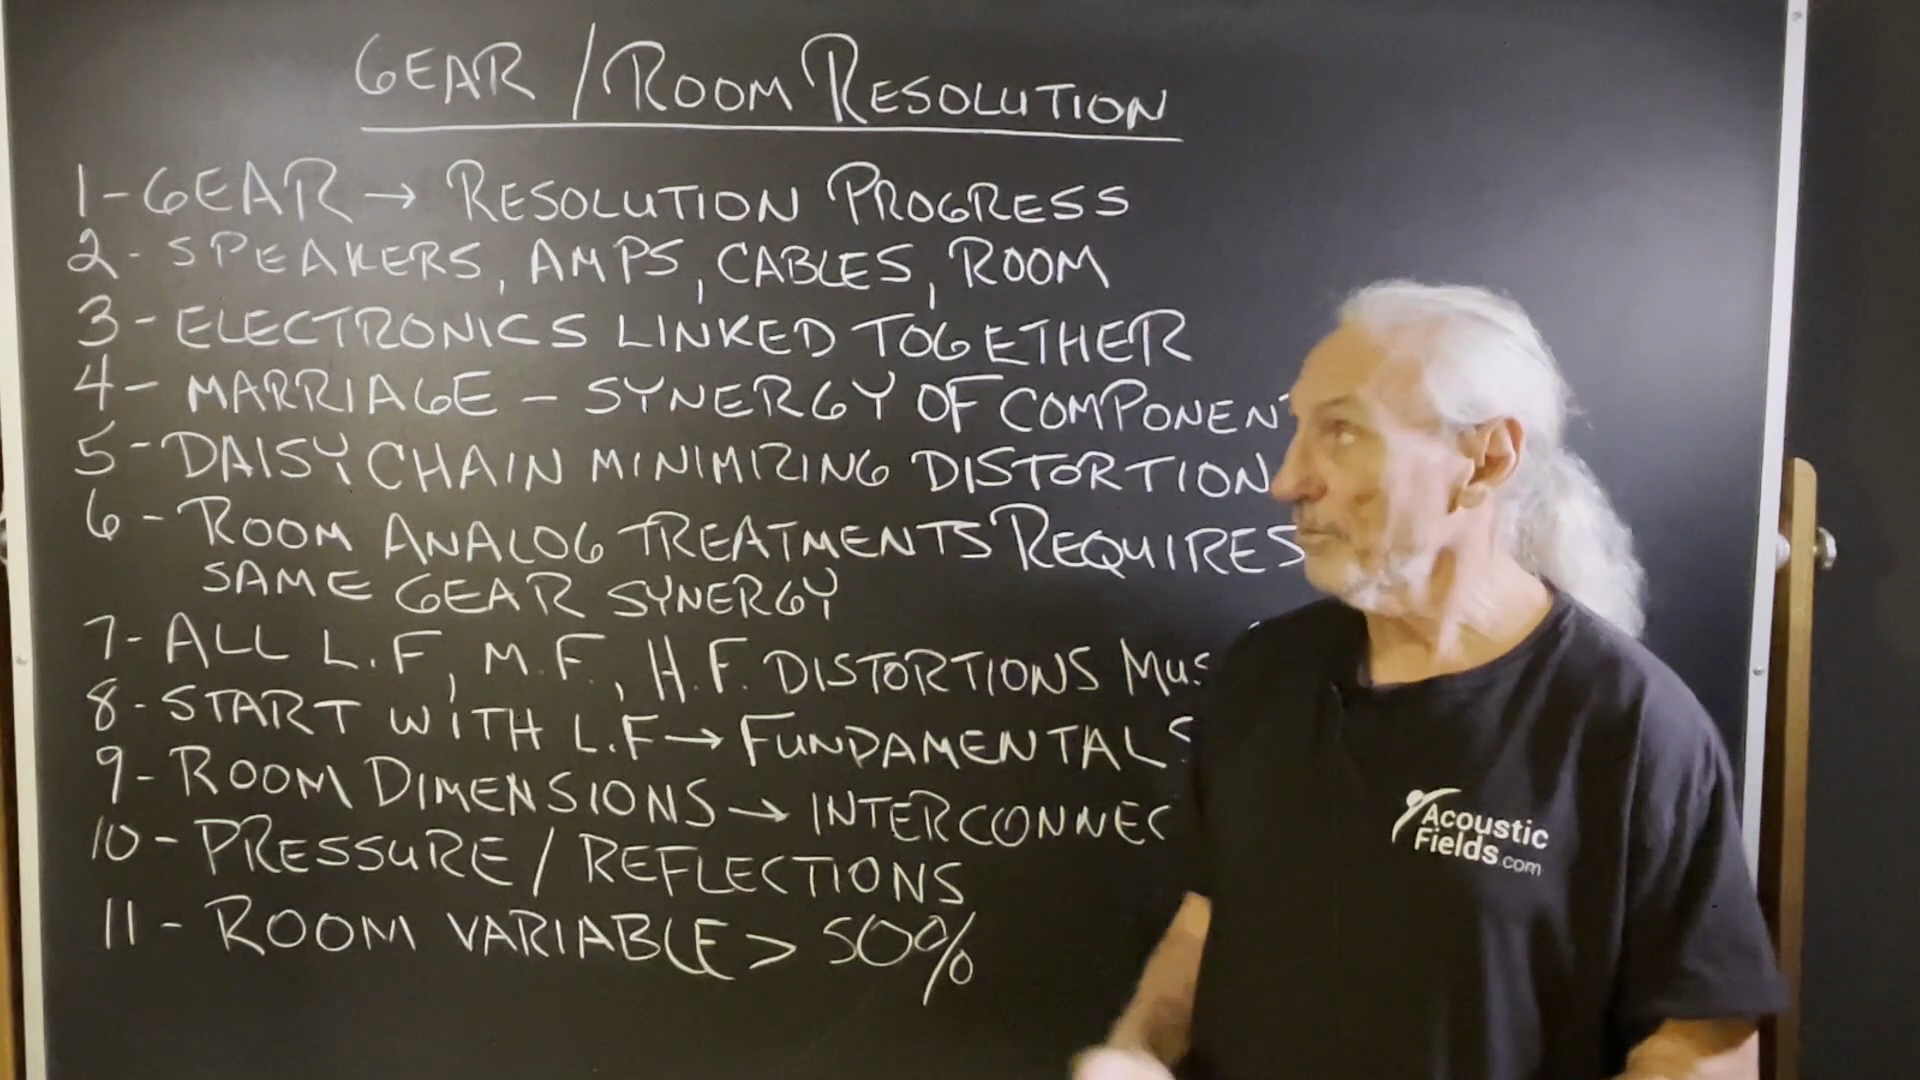 GEAR / ROOM RESOLUTION
1 - GEAR → RESOLUTION PROGRESS
2 - SPEAKERS, AMPS, CABLES, ROOM
3 - ELECTRONICS LINKED TOGETHER
4 - MARRIAGE - SYNERGY OF COMPONENT
5 - DAISY CHAIN MINIMIZING DISTORTION
6 - ROOM ANALOG TREATMENTS REQUIRES
SAME GEAR SYNERGY
7 - ALL L.F, M.F., H.F. DISTORTIONS MUS
8 - START WITH L.F → FUNDAMENTALS
9 - ROOM DIMENSIONS → INTERCONNEC
10 - PRESSURE / REFLECTIONS
11 - ROOM VARIABLE > 50%
Acoustic
Fields.com